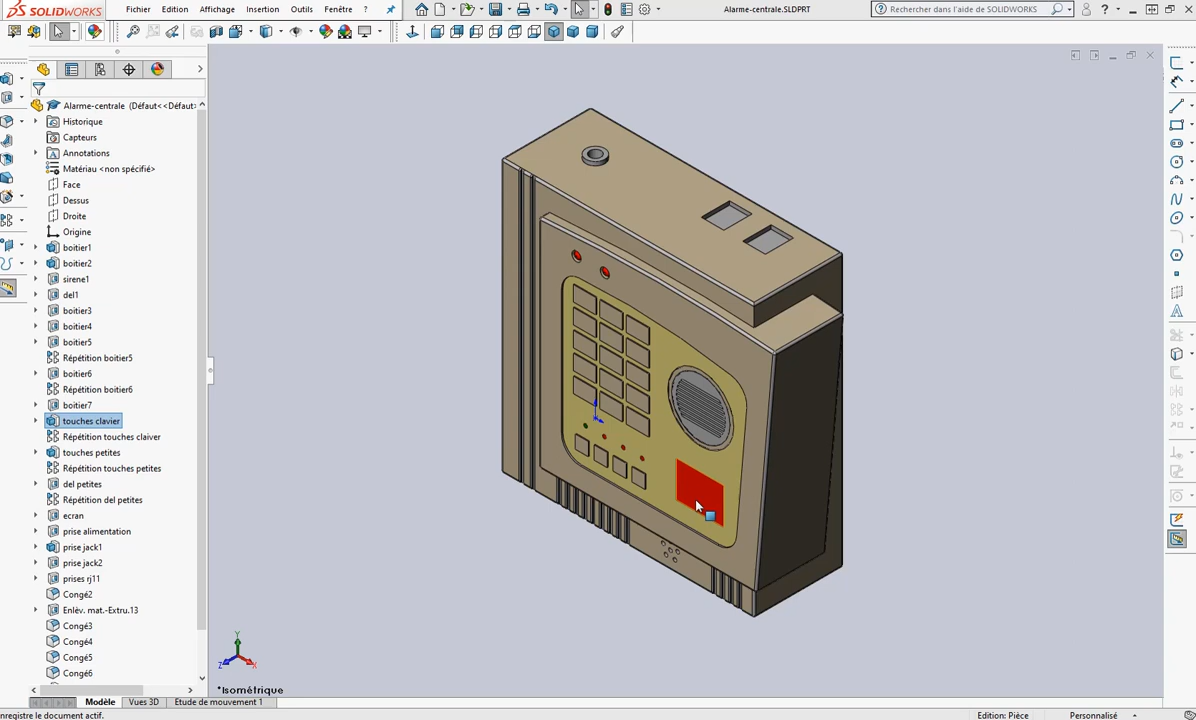 SOLIDWORKS
Fichier Edition Affichage Insertion Outils Fenêtre ?
Alarme-centrale.SLDPRT
Rechercher dans l'aide de SOLIDWORKS
Alarme-centrale (Défaut<<Défaut>
Historique
Capteurs
Annotations
Matériau <non spécifié>
Face
Dessus
Droite
Origine
boitier1
boitier2
sirene1
del1
boitier3
boitier4
boitier5
Répétition boitier5
boitier6
Répétition boitier6
boitier7
touches clavier
Répétition touches claiver
touches petites
Répétition touches petites
del petites
Répétition del petites
ecran
prise alimentation
prise jack1
prise jack2
prises rj11
Congé2
Enlèv. mat.-Extru.13
Congé3
Congé4
Congé5
Congé6
Y
Z
X
*Isométrique
Modèle Vues 3D Etude de mouvement 1
nregistre le document actif.
Edition: Pièce
Personnalisé